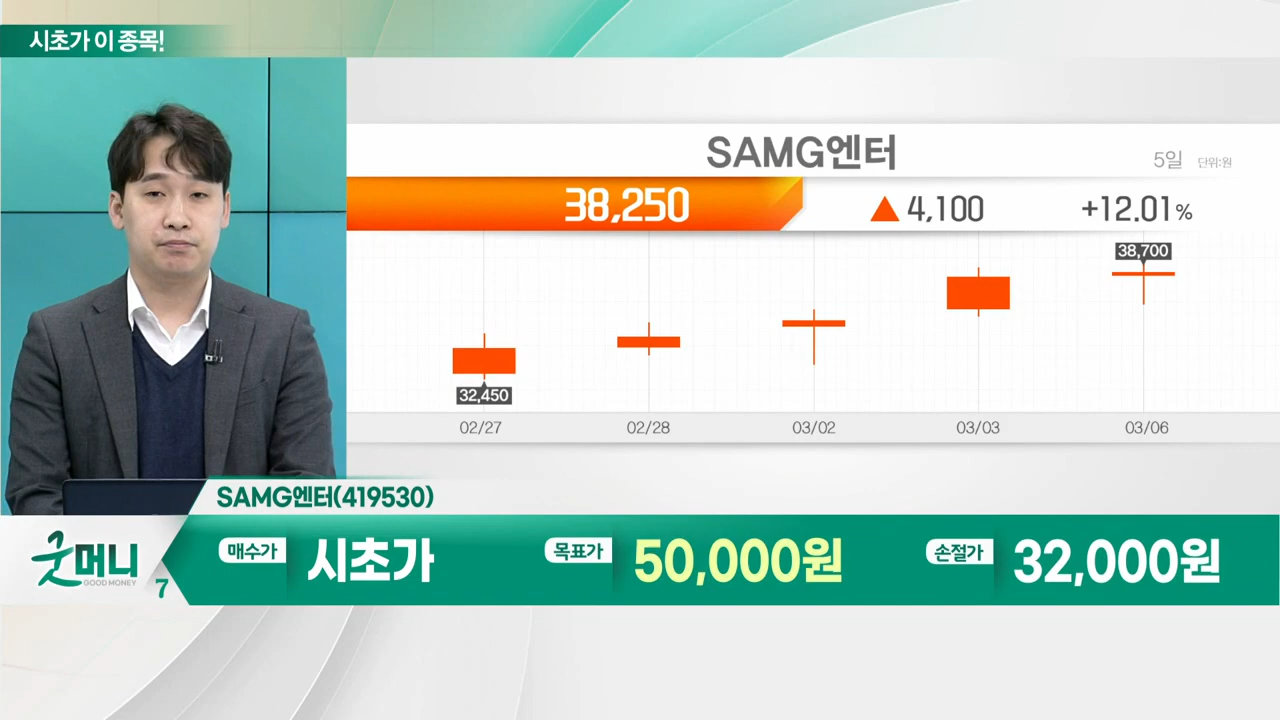 시초가 이 종목!
SAMG엔터
5일 단위:원
38,250 ▲ 4,100 +12.01%
38,700
32,450
02/27 02/28 03/02 03/03 03/06
SAMG엔터(419530)
굿머니
GOOD MONEY
7
매수가 시초가 목표가 50,000원 손절가 32,000원